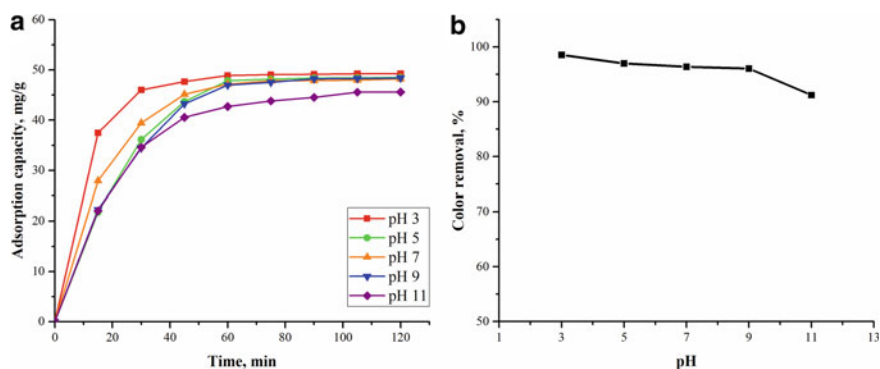 a
60
50
40
30
20
10
0
Adsorption capacity, mg/g
pH 3
pH 5
pH 7
pH 9
pH 11
0 20 40 60 80 100 120
Time, min
b
100
90
80
70
60
50
Color removal, %
1 3 5 7 9 11 13
pH